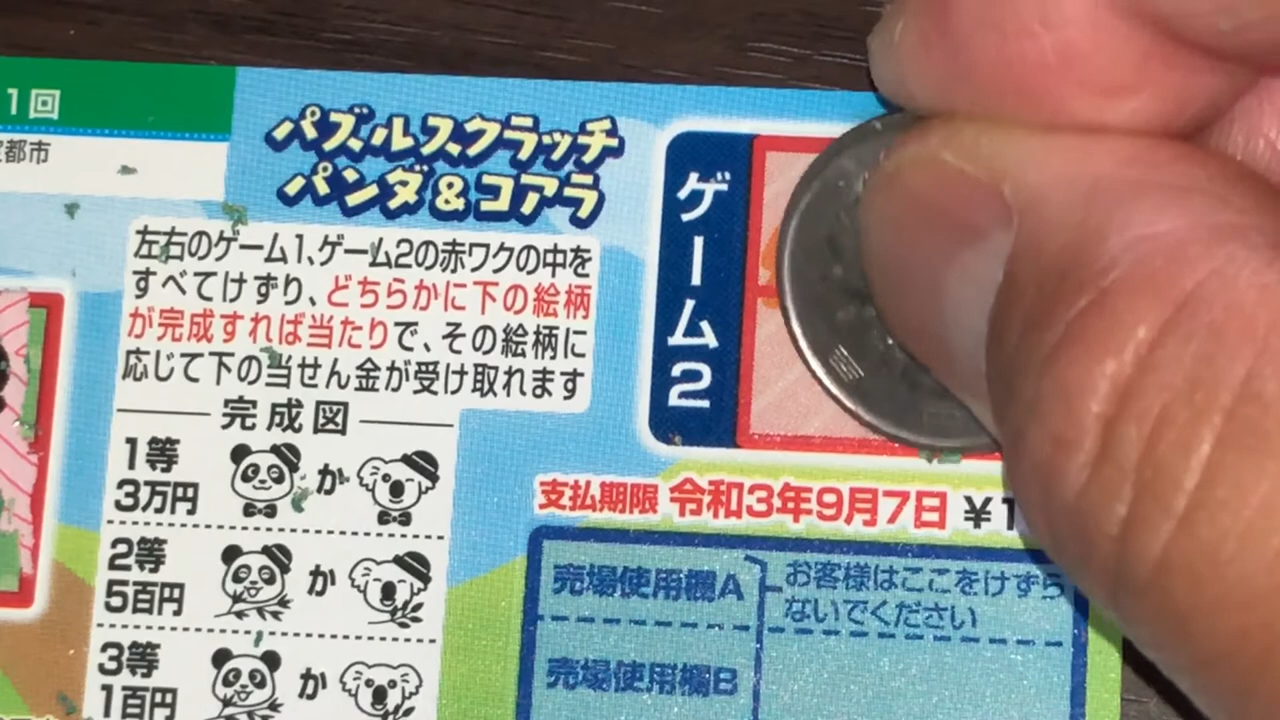 1回
都市
パズルスクラッチ
パンダ&コアラ
左右のゲーム1、ゲーム2の赤ワクの中を
すべてけずり、どちらかに下の絵柄
が完成すれば当たりで、その絵柄に
応じて下の当せん金が受け取れます
完成図
1等
3万円
か
2等
5百円
か
3等
1百円
か
ゲーム2
支払期限 令和3年9月7日 ¥1
売場使用欄A
お客様はここをけずら
ないでください
売場使用欄B